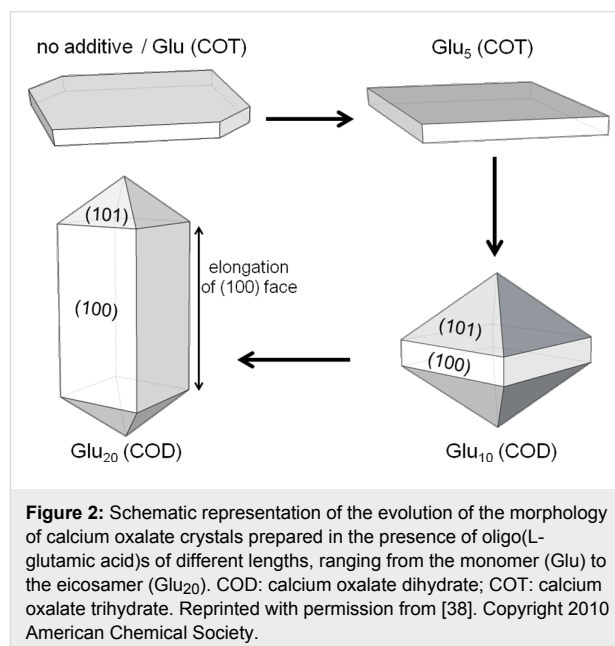 no additive / Glu (COT)
Glu₅ (COT)
(101)
(100)
elongation
of (100) face
Glu₂₀ (COD)
(101)
(100)
Glu₁₀ (COD)
Figure 2: Schematic representation of the evolution of the morphology
of calcium oxalate crystals prepared in the presence of oligo(L-
glutamic acid)s of different lengths, ranging from the monomer (Glu) to
the eicosamer (Glu₂₀). COD: calcium oxalate dihydrate; COT: calcium
oxalate trihydrate. Reprinted with permission from [38]. Copyright 2010
American Chemical Society.